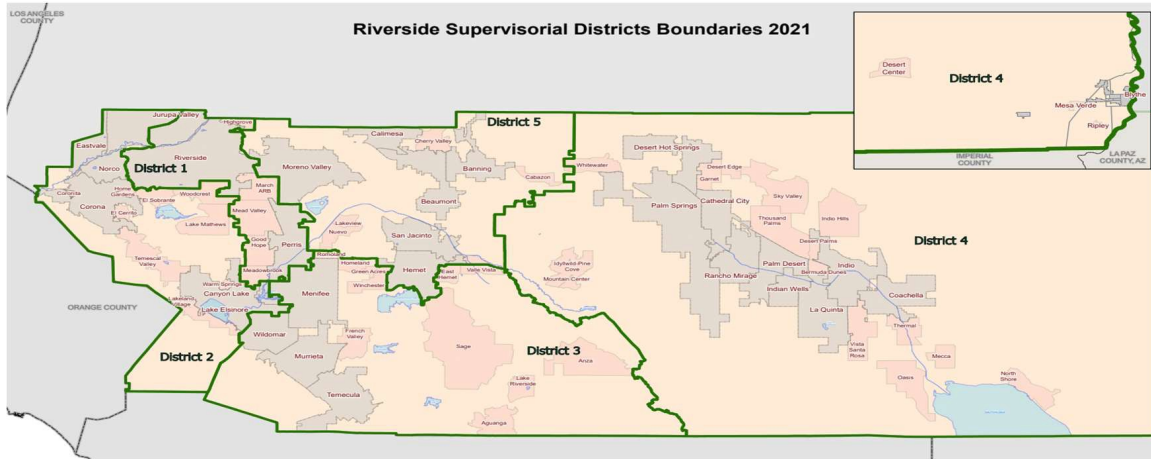 LOS ANGELES
COUNTY
Riverside Supervisorial Districts Boundaries 2021
Desert
Center
District 4
Mesa Verde
Blythe
Ripley
IMPERIAL
COUNTY
LA PAZ
COUNTY, AZ
Jurupa Valley
Highgrove
Eastvale
Riverside
Norco
District 1
Corona
Home
Gardens
El Cerrito
Corona
El Sobrante
Woodcrest
March
ARB
Lake Mathews
Mead Valley
Good
Hope
Perris
Temescal
Valley
Meadowbrook
Warm Springs
Canyon Lake
Lakeland
Village
Lake Elsinore
ORANGE COUNTY
District 2
Calimesa
Cherry Valley
District 5
Moreno Valley
Banning
Cabazon
Beaumont
Lakeview
Nuevo
San Jacinto
Romoland
Homeland
Green Acres
Winchester
Hemet
East
Hemet
Valle Vista
Menifee
Wildomar
Murrieta
French
Valley
Temecula
Sage
District 3
Anza
Lake
Riverside
Aguanga
Idyllwild-Pine
Cove
Mountain Center
Whitewater
Desert Hot Springs
Desert Edge
Garnet
Sky Valley
Palm Springs
Cathedral City
Thousand
Palms
Indio Hills
Desert Palms
District 4
Rancho Mirage
Palm Desert
Indio
Bermuda Dunes
Indian Wells
La Quinta
Coachella
Thermal
Vista
Santa
Rosa
Mecca
Oasis
North
Shore